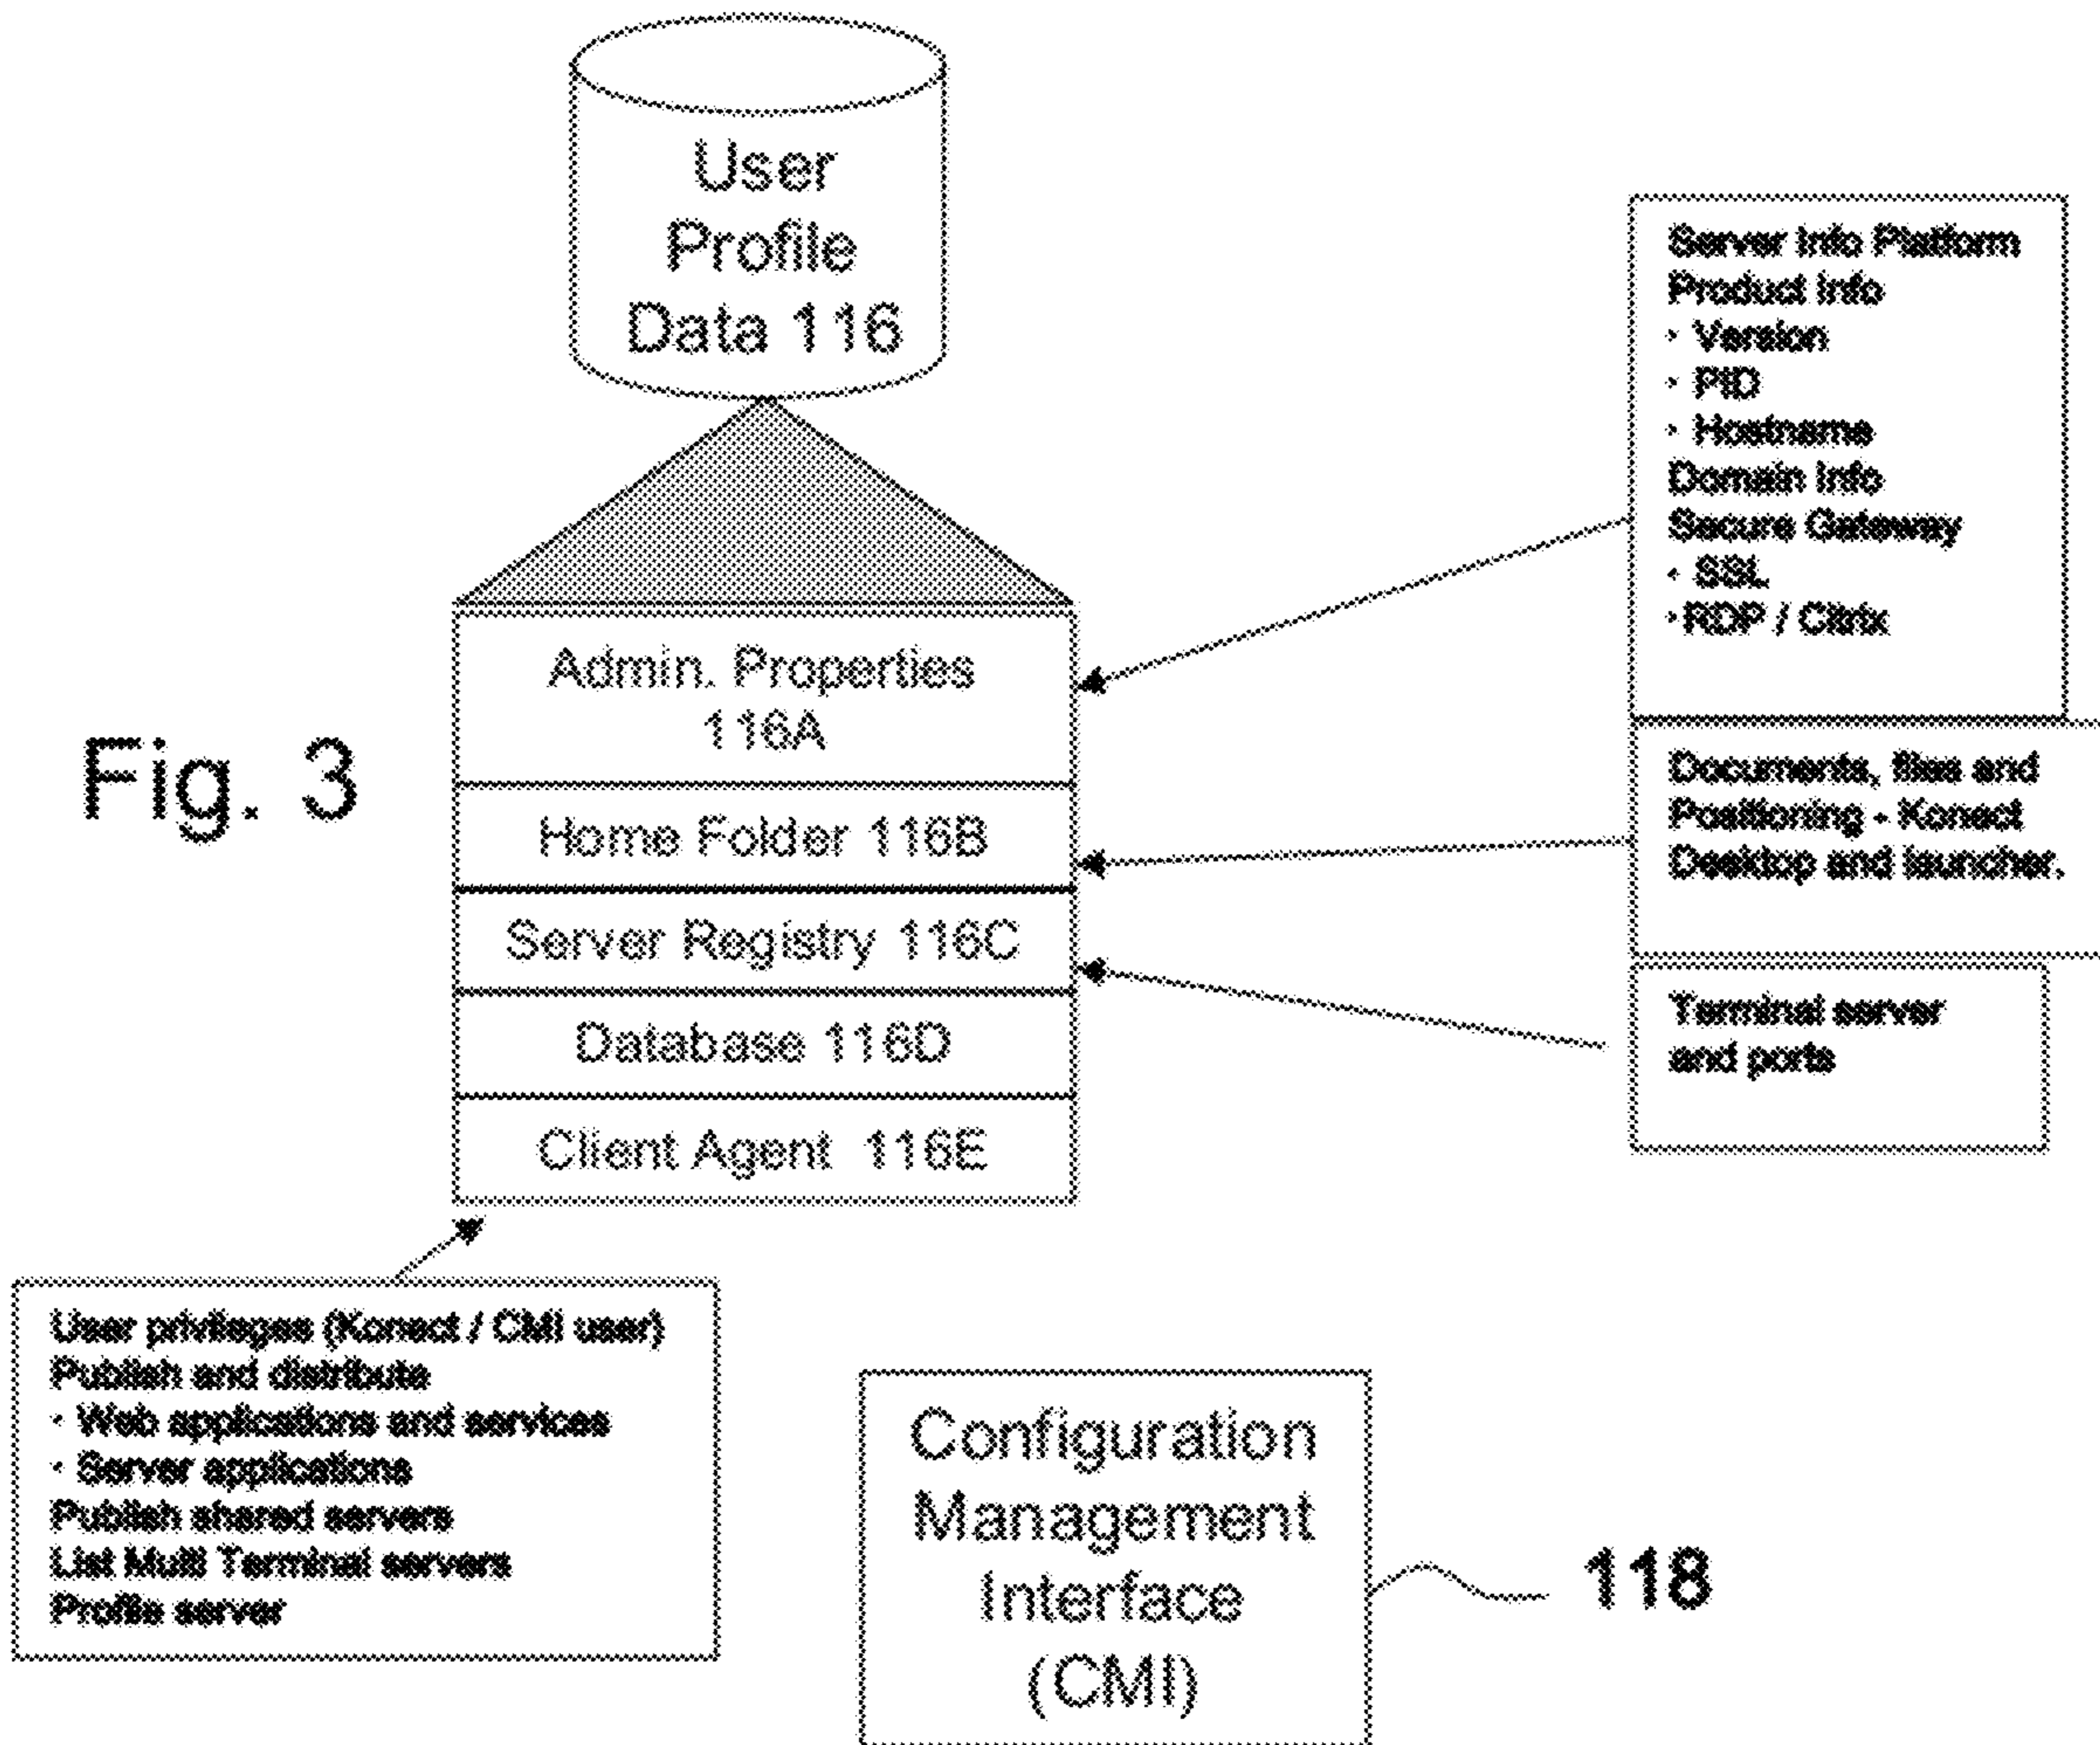 User
Profile
Data 116
Server Info Platform
Product Info
· Version
· PID
· Hostname
Domain Info
Secure Gateway
· SSL
· RDP / Citrix
Admin. Properties
116A
Home Folder 116B
Server Registry 116C
Database 116D
Client Agent 116E
Fig. 3
Documents, files and
Positioning - Konect
Desktop and launcher.
Terminal server
and ports
User privileges (Konect / CMI user)
Publish and distribute
· Web applications and services
· Server applications
Publish shared servers
List Multi Terminal servers
Profile server
Configuration
Management
Interface
(CMI)
118